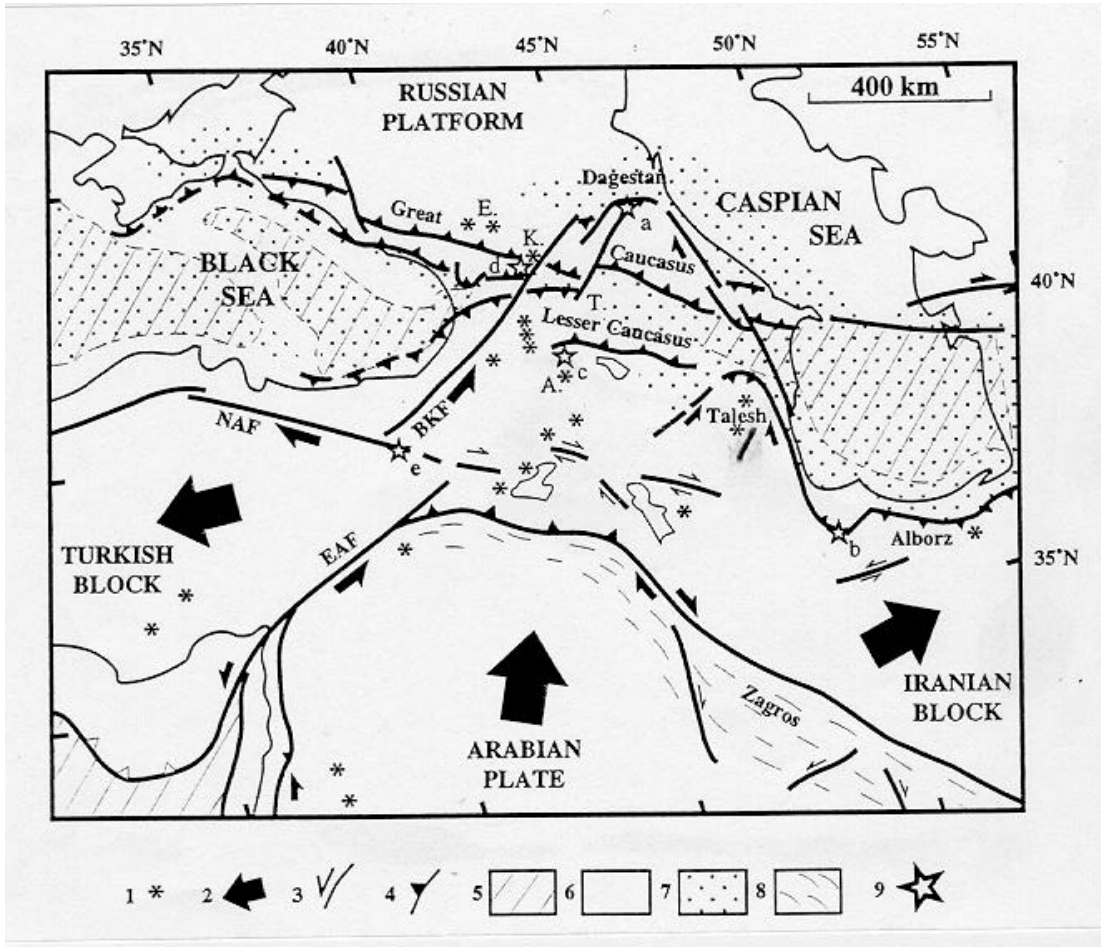 35°N 40°N 45°N 50°N 55°N
RUSSIAN
PLATFORM
400 km
Dagestan
CASPIAN
SEA
Great
E.
a
K.
BLACK
SEA
d
Caucasus
40°N
T.
Lesser Caucasus
A.
c
NAF
BKF
Talesh
e
EAF
b
Alborz
TURKISH
BLOCK
35°N
IRANIAN
BLOCK
Zagros
ARABIAN
PLATE
1 2 3 4 5 6 7 8 9